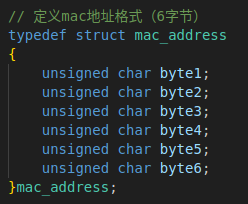 // 定义mac地址格式（6字节）
typedef struct mac_address
{
    unsigned char byte1;
    unsigned char byte2;
    unsigned char byte3;
    unsigned char byte4;
    unsigned char byte5;
    unsigned char byte6;
}mac_address;